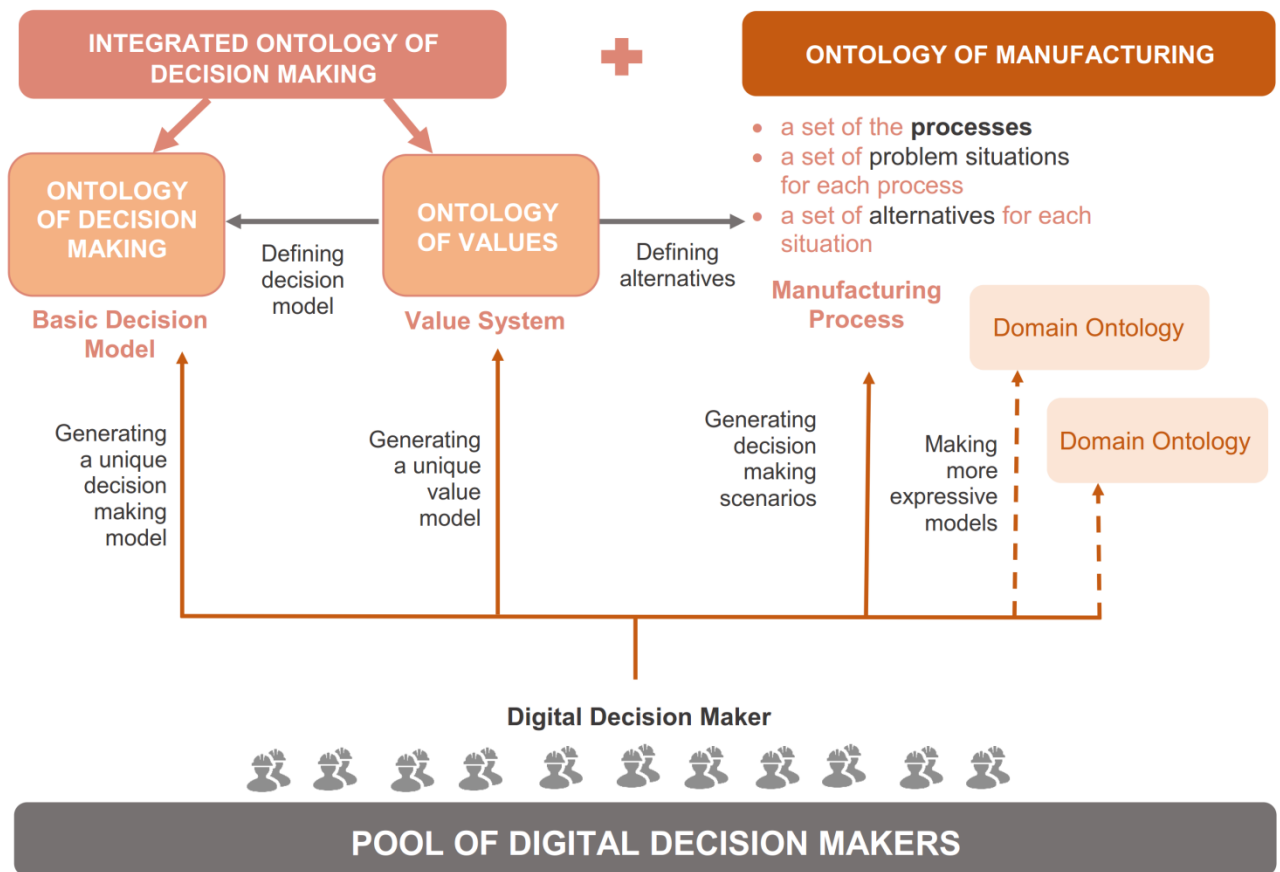 INTEGRATED ONTOLOGY OF
DECISION MAKING
ONTOLOGY OF MANUFACTURING
• a set of the processes
• a set of problem situations
for each process
• a set of alternatives for each
situation
ONTOLOGY
OF DECISION
MAKING
Defining
decision
model
ONTOLOGY
OF VALUES
Defining
alternatives
Basic Decision
Model
Value System
Manufacturing
Process
Domain Ontology
Domain Ontology
Generating
a unique
decision
making
model
Generating
a unique
value
model
Generating
decision
making
scenarios
Making
more
expressive
models
Digital Decision Maker
POOL OF DIGITAL DECISION MAKERS